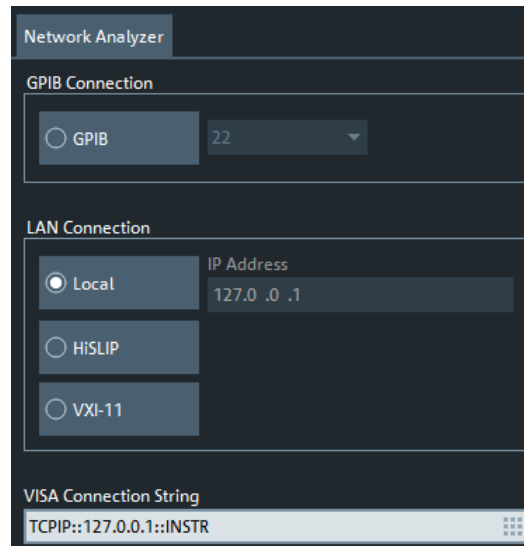 Network Analyzer
GPIB Connection
GPIB
22
LAN Connection
Local
IP Address
127.0 .0 .1
HiSLIP
VXI-11
VISA Connection String
TCPIP::127.0.0.1::INSTR